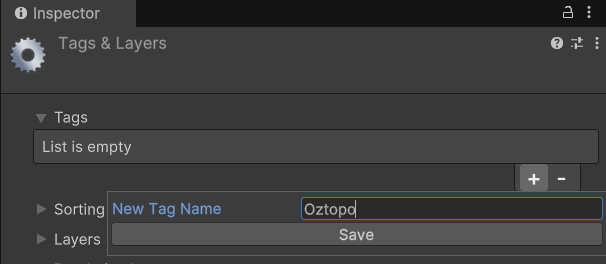 Inspector
Tags & Layers
Tags
List is empty
+ -
Sorting
New Tag Name Oztopo
Layers
Save